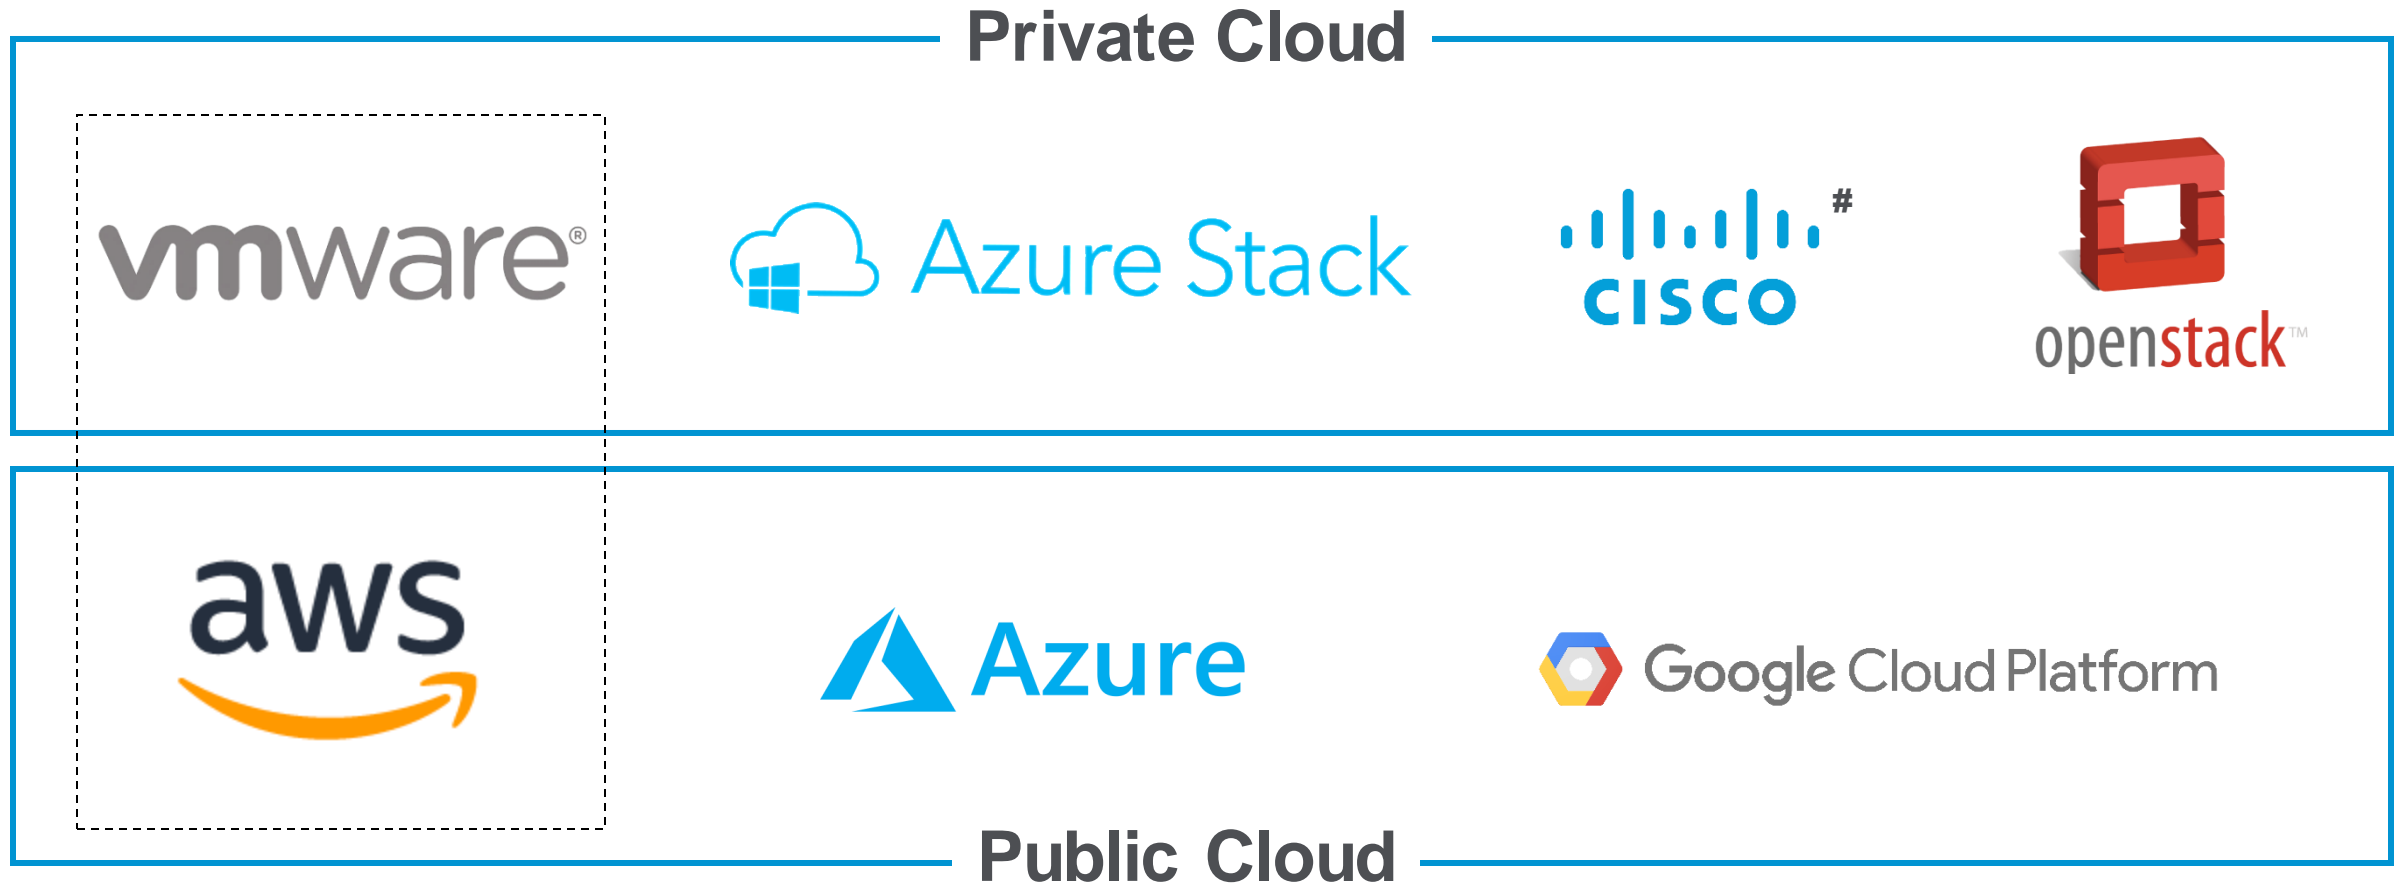 Private Cloud
vmware®
Azure Stack
#
CISCO
openstack™
aws
Azure
Google Cloud Platform
Public Cloud